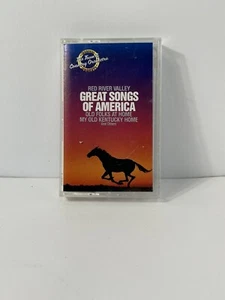 RED RIVER VALLEY
GREAT SONGS
OF AMERICA
OLD FOLKS AT HOME
MY OLD KENTUCKY HOME